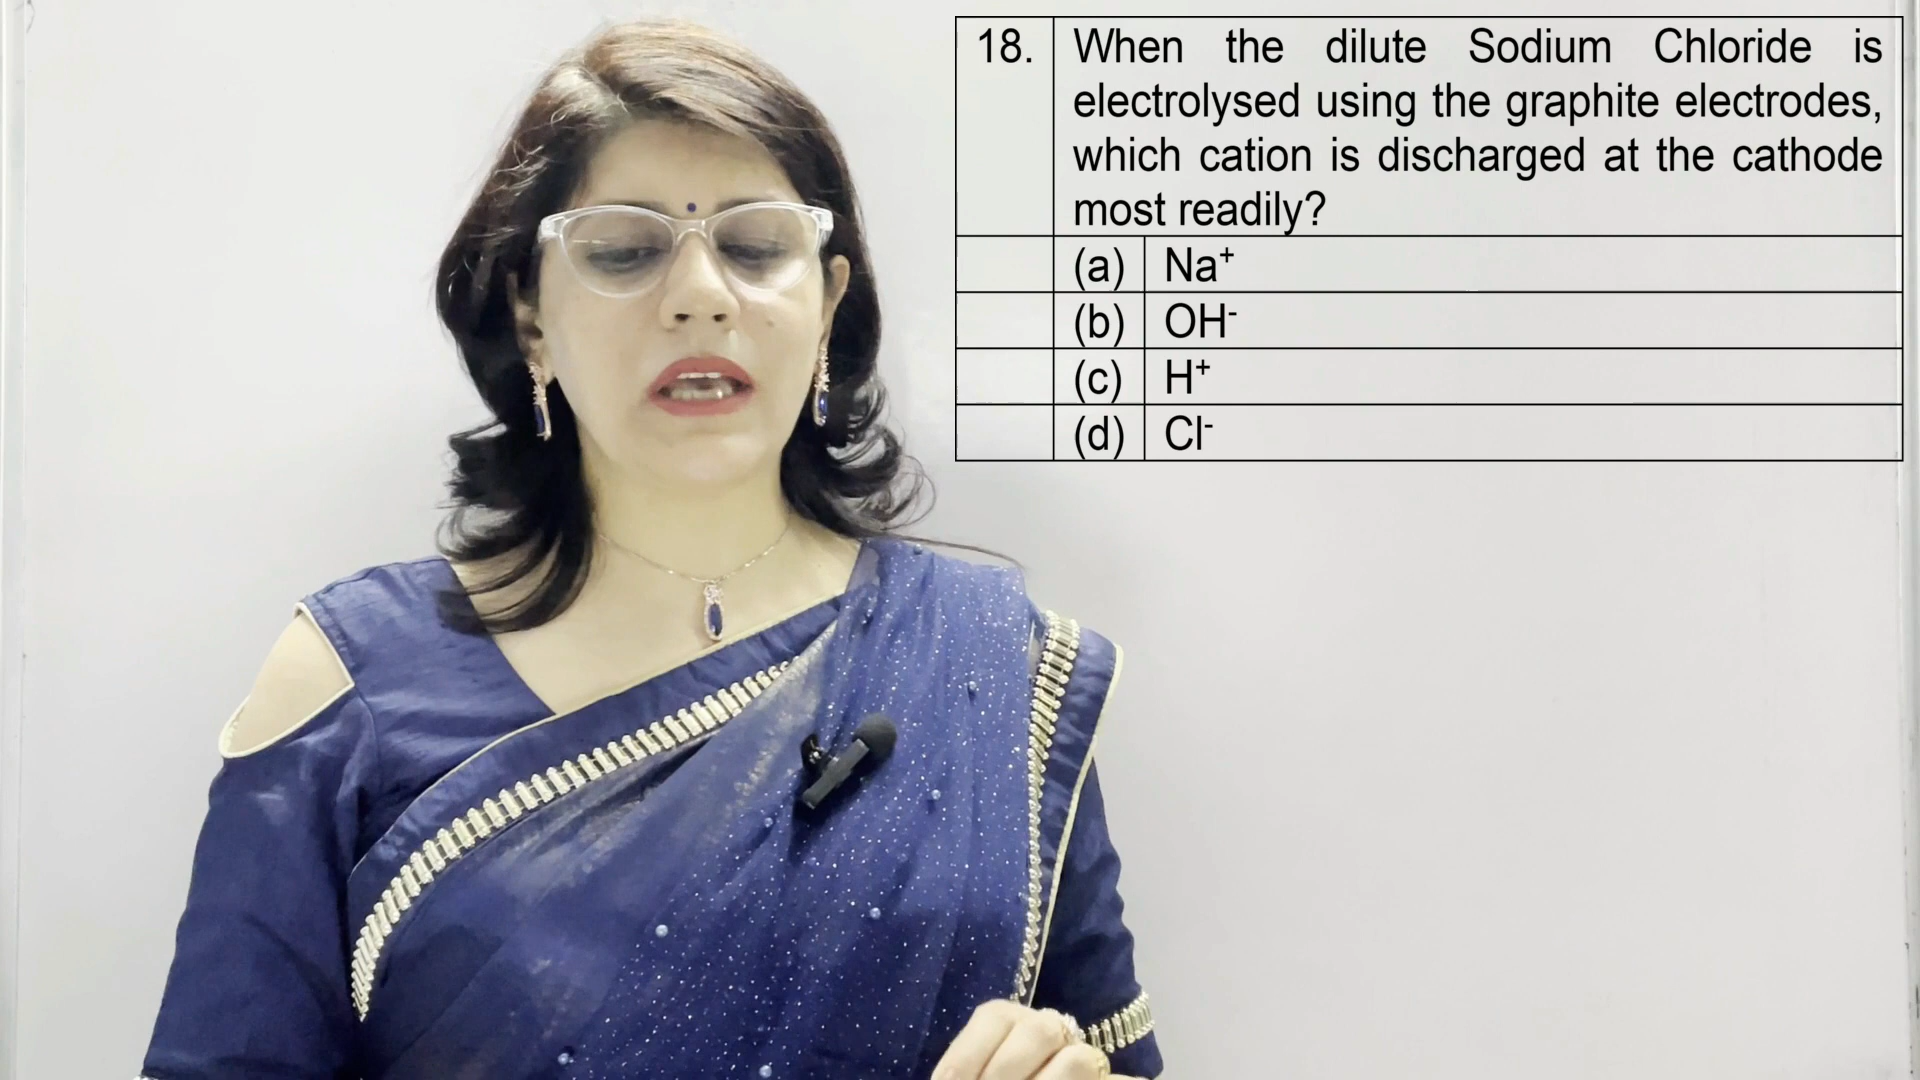 18. When the dilute Sodium Chloride is
electrolysed using the graphite electrodes,
which cation is discharged at the cathode
most readily?
(a) Na⁺
(b) OH⁻
(c) H⁺
(d) Cl⁻